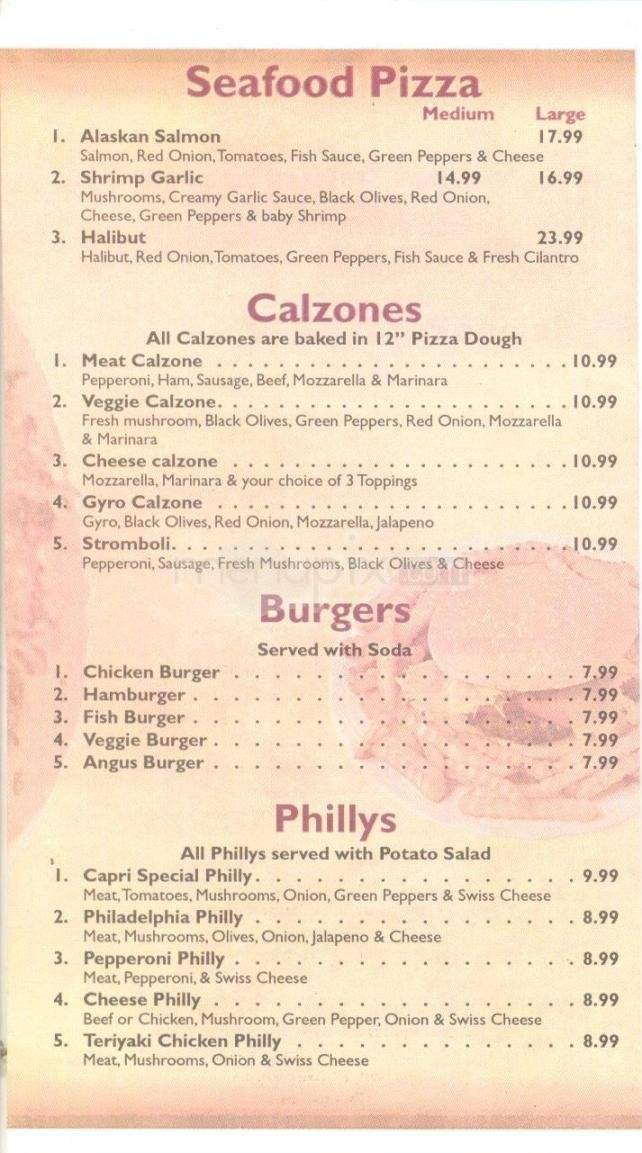 Seafood Pizza
Medium Large
1. Alaskan Salmon 17.99
Salmon, Red Onion, Tomatoes, Fish Sauce, Green Peppers & Cheese
2. Shrimp Garlic 14.99 16.99
Mushrooms, Creamy Garlic Sauce, Black Olives, Red Onion,
Cheese, Green Peppers & baby Shrimp
3. Halibut 23.99
Halibut, Red Onion, Tomatoes, Green Peppers, Fish Sauce & Fresh Cilantro
Calzones
All Calzones are baked in 12” Pizza Dough
1. Meat Calzone . . . . . . . . . . . . . . . . . . . . . . . 10.99
Pepperoni, Ham, Sausage, Beef, Mozzarella & Marinara
2. Veggie Calzone. . . . . . . . . . . . . . . . . . . . . . . 10.99
Fresh mushroom, Black Olives, Green Peppers, Red Onion, Mozzarella
& Marinara
3. Cheese calzone . . . . . . . . . . . . . . . . . . . . . . 10.99
Mozzarella, Marinara & your choice of 3 Toppings
4. Gyro Calzone . . . . . . . . . . . . . . . . . . . . . . . 10.99
Gyro, Black Olives, Red Onion, Mozzarella, Jalapeno
5. Stromboli. . . . . . . . . . . . . . . . . . . . . . . . . 10.99
Pepperoni, Sausage, Fresh Mushrooms, Black Olives & Cheese
menupix.com
Burgers
Served with Soda
1. Chicken Burger . . . . . . . . . . . . . . . . . . 7.99
2. Hamburger . . . . . . . . . . . . . . . . . . . . 7.99
3. Fish Burger . . . . . . . . . . . . . . . . . . . . 7.99
4. Veggie Burger . . . . . . . . . . . . . . . . . . . 7.99
5. Angus Burger . . . . . . . . . . . . . . . . . . . 7.99
Phillys
All Phillys served with Potato Salad
1. Capri Special Philly. . . . . . . . . . . . . . . . . 9.99
Meat, Tomatoes, Mushrooms, Onion, Green Peppers & Swiss Cheese
2. Philadelphia Philly . . . . . . . . . . . . . . . . . 8.99
Meat, Mushrooms, Olives, Onion, Jalapeno & Cheese
3. Pepperoni Philly . . . . . . . . . . . . . . . . . . 8.99
Meat, Pepperoni, & Swiss Cheese
4. Cheese Philly . . . . . . . . . . . . . . . . . . . 8.99
Beef or Chicken, Mushroom, Green Pepper, Onion & Swiss Cheese
5. Teriyaki Chicken Philly . . . . . . . . . . . . . . . 8.99
Meat, Mushrooms, Onion & Swiss Cheese